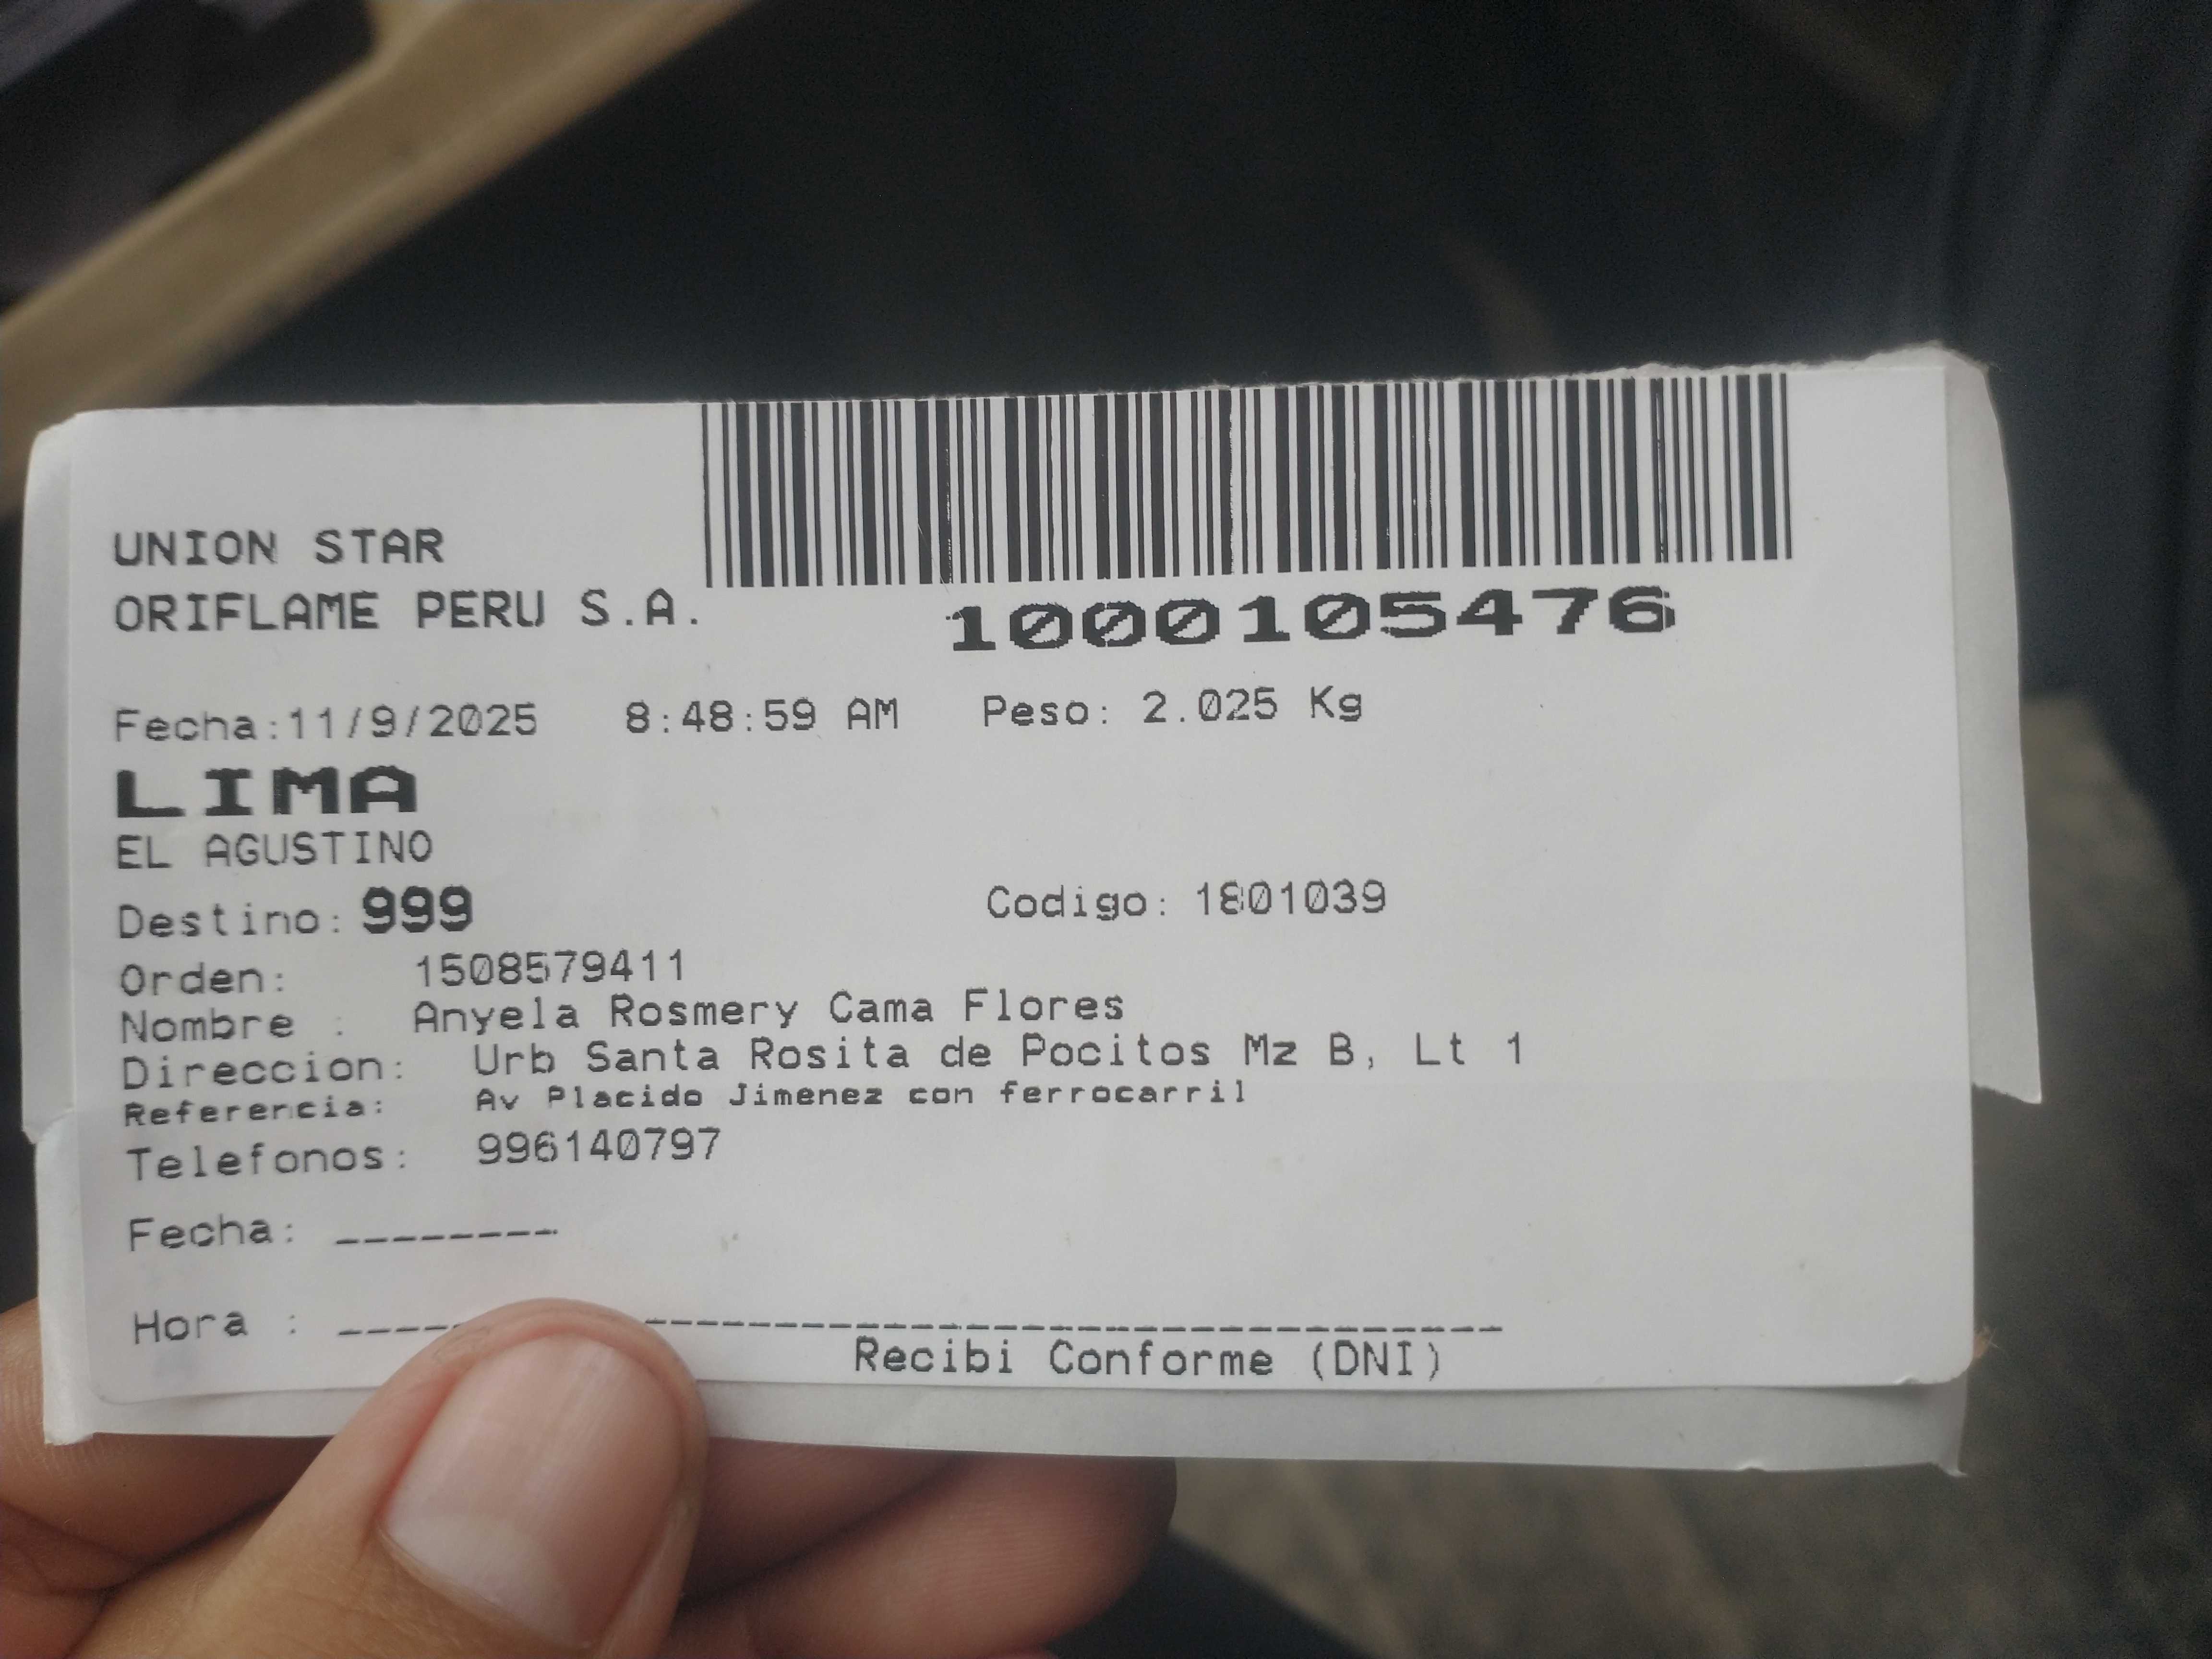 UNION STAR
ORIFLAME PERU S.A.
1000105476
Fecha:11/9/2025 8:48:59 AM Peso: 2.025 Kg
LIMA
EL AGUSTINO
Destino: 999 Codigo: 1801039
Orden: 1508579411
Nombre : Anyela Rosmery Cama Flores
Direccion: Urb Santa Rosita de Pocitos Mz B, Lt 1
Referencia: Av Placido Jimenez con ferrocarril
Telefonos: 996140797
Fecha: ________
Hora : ________
Recibi Conforme (DNI)